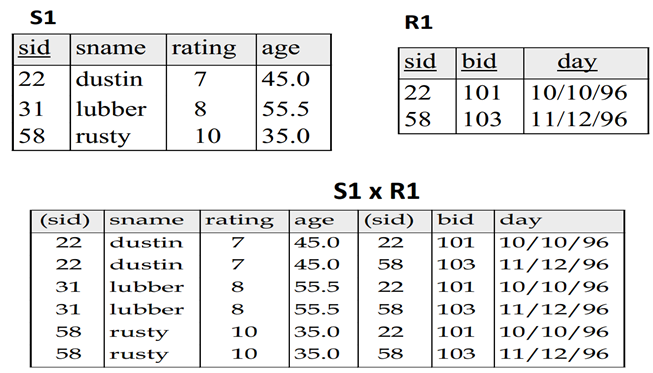 S1
sid sname rating age
22 dustin 7 45.0
31 lubber 8 55.5
58 rusty 10 35.0
R1
sid bid day
22 101 10/10/96
58 103 11/12/96
S1 x R1
(sid) sname rating age (sid) bid day
22 dustin 7 45.0 22 101 10/10/96
22 dustin 7 45.0 58 103 11/12/96
31 lubber 8 55.5 22 101 10/10/96
31 lubber 8 55.5 58 103 11/12/96
58 rusty 10 35.0 22 101 10/10/96
58 rusty 10 35.0 58 103 11/12/96